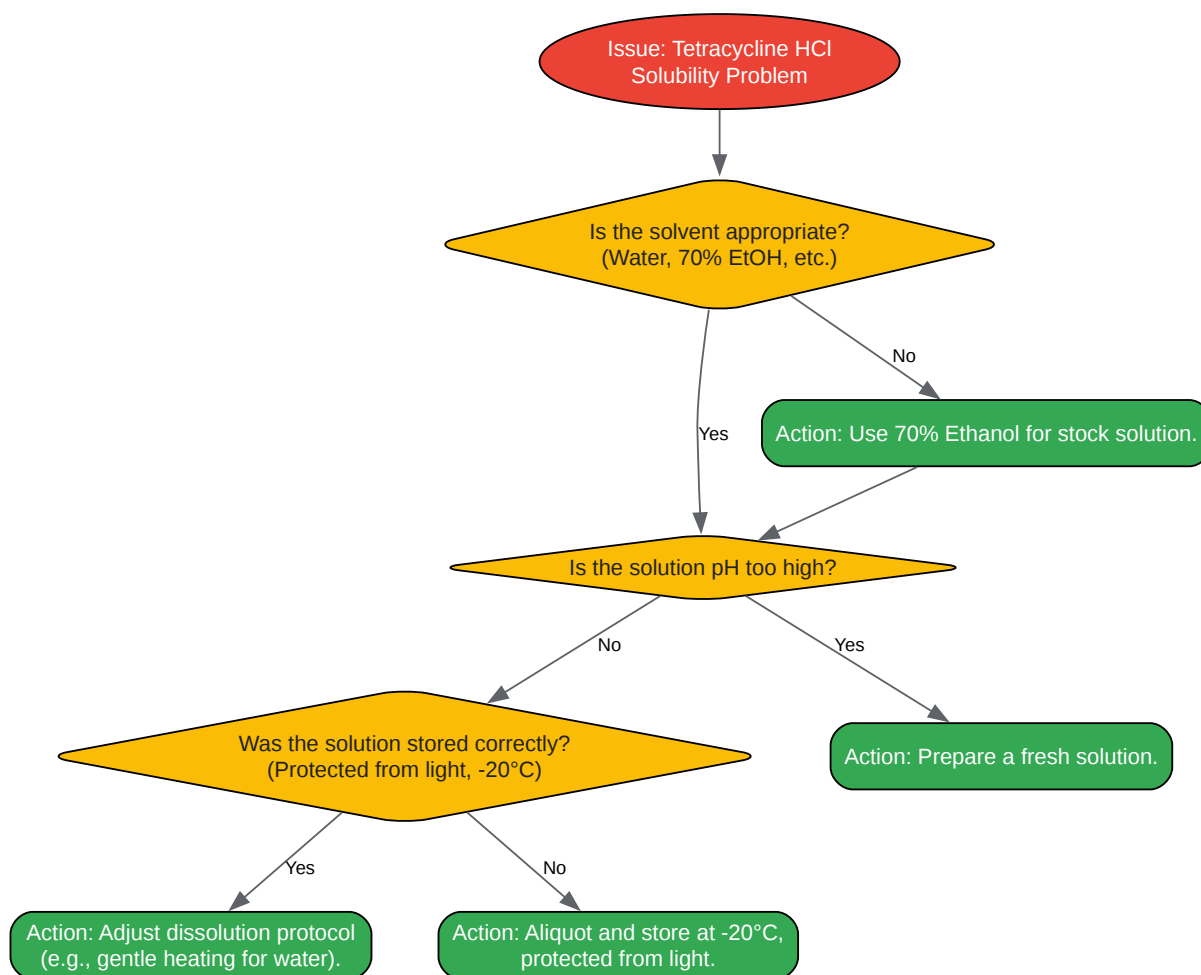 Issue: Tetracycline HCl
Solubility Problem
Is the solvent appropriate?
(Water, 70% EtOH, etc.)
No
Yes
Action: Use 70% Ethanol for stock solution.
Is the solution pH too high?
No
Yes
Was the solution stored correctly?
(Protected from light, -20°C)
Action: Prepare a fresh solution.
Yes
No
Action: Adjust dissolution protocol
(e.g., gentle heating for water).
Action: Aliquot and store at -20°C,
protected from light.